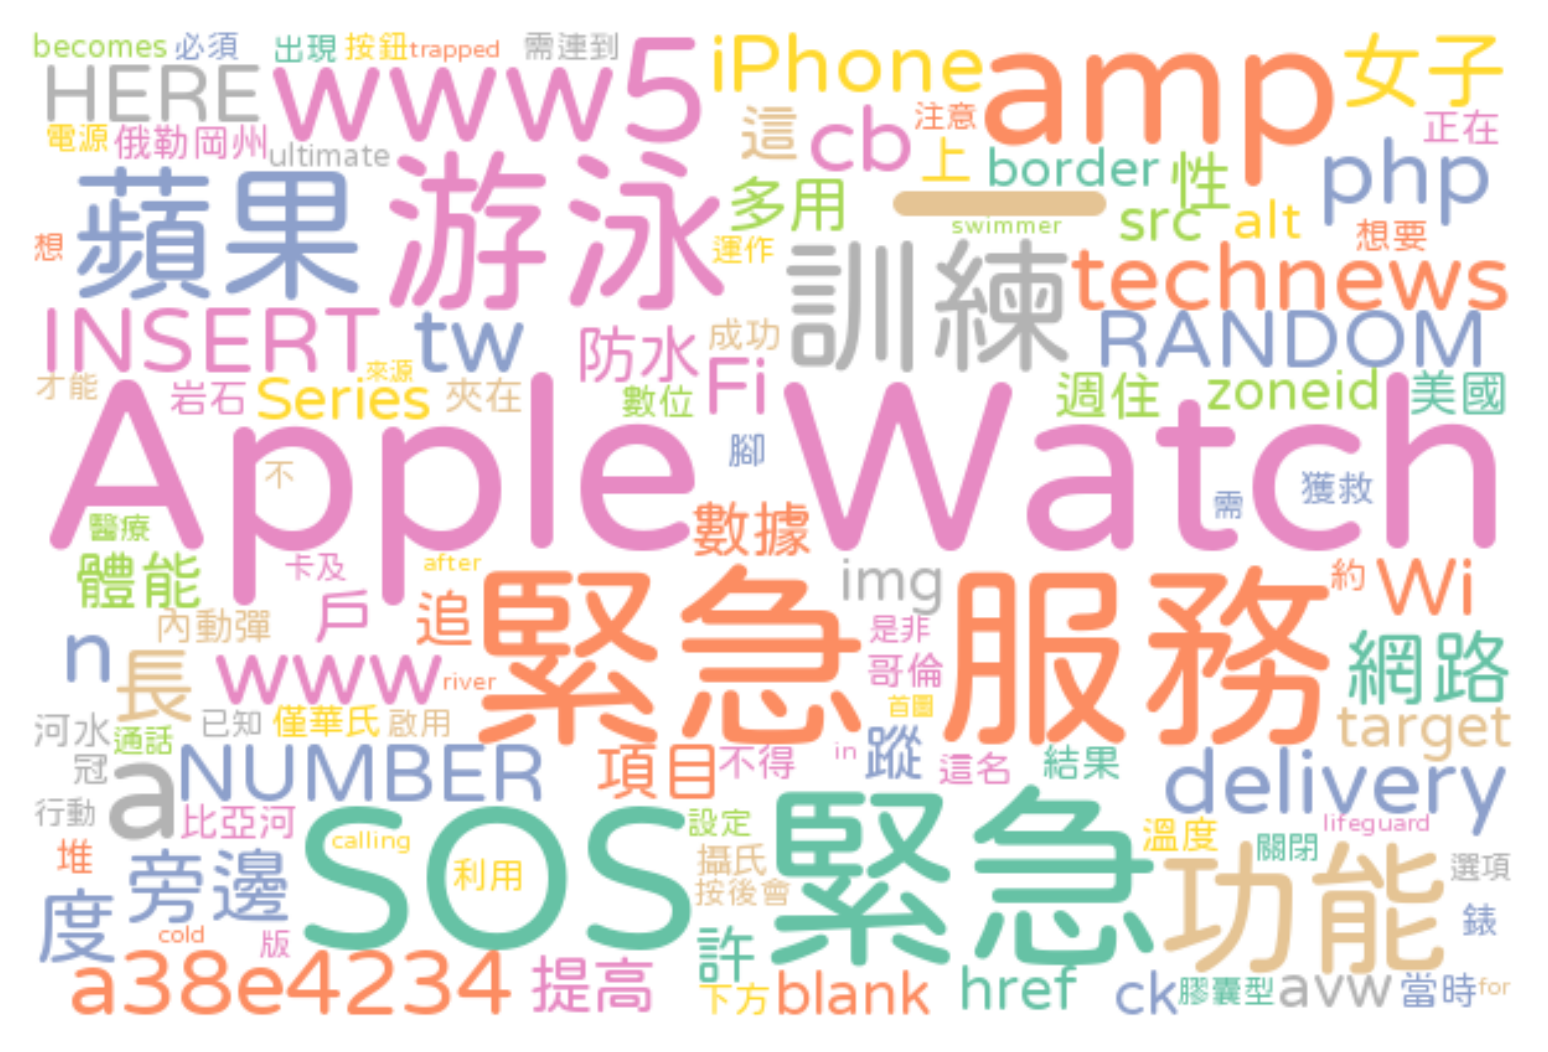 becomes 必須 出現 按鈕 trapped 需連到 iPhone amp 女子
HERE www5
電源 俄勒岡州 ultimate 這 cb 注意 正在
上 border 性 php
蘋果 游泳 多用 src alt
想 運作 swimmer 想要
訓練 technews
INSERT tw 防水 成功 RANDOM
才能 岩石 Series 來源 夾在 數位 Fi 週住 zoneid 美國
Apple Watch
不 腳 需 獲救
醫療 數據
體能 卡及 after img 約 Wi
內動彈 戶 追 緊急服務 是非
n 長 www river 哥倫 網路
河水 通話 已知 僅華氏 啟用 首圖 target
冠 a NUMBER 項目 不得 in 蹤 這名 結果 delivery
行動 比亞河 設定 lifeguard
堆 calling SOS 緊急 溫度 關閉
旁邊 利用 攝氏 功能 選項
度 按後會 錶
cold 版 許
a38e4234 提高 下方 blank href ck 膠囊型 avw 當時 for